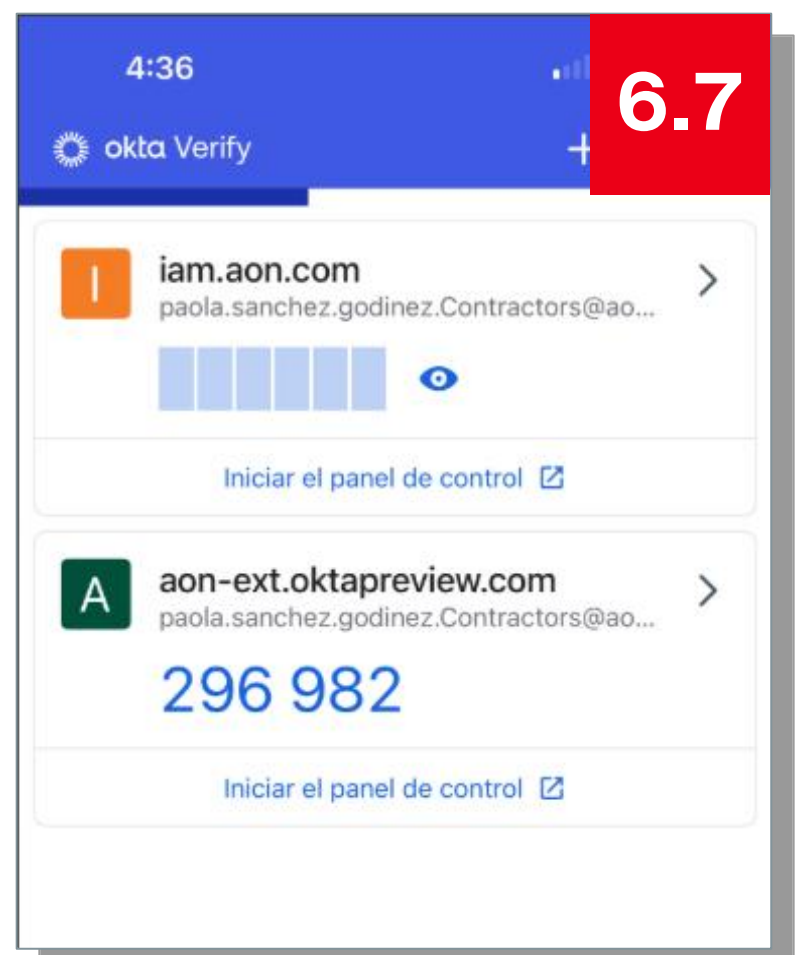 4:36
6.7
okta Verify
+
I
iam.aon.com
paola.sanchez.godinez.Contractors@ao...
Iniciar el panel de control
A
aon-ext.oktapreview.com
paola.sanchez.godinez.Contractors@ao...
296 982
Iniciar el panel de control